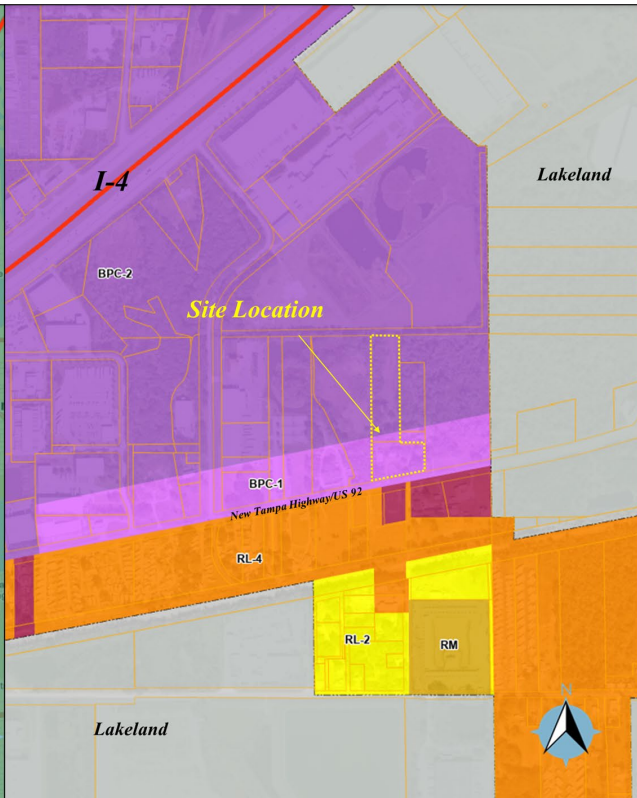 I-4
Lakeland
BPC-2
Site Location
BPC-1
New Tampa Highway/US 92
RL-4
RL-2
RM
Lakeland
N